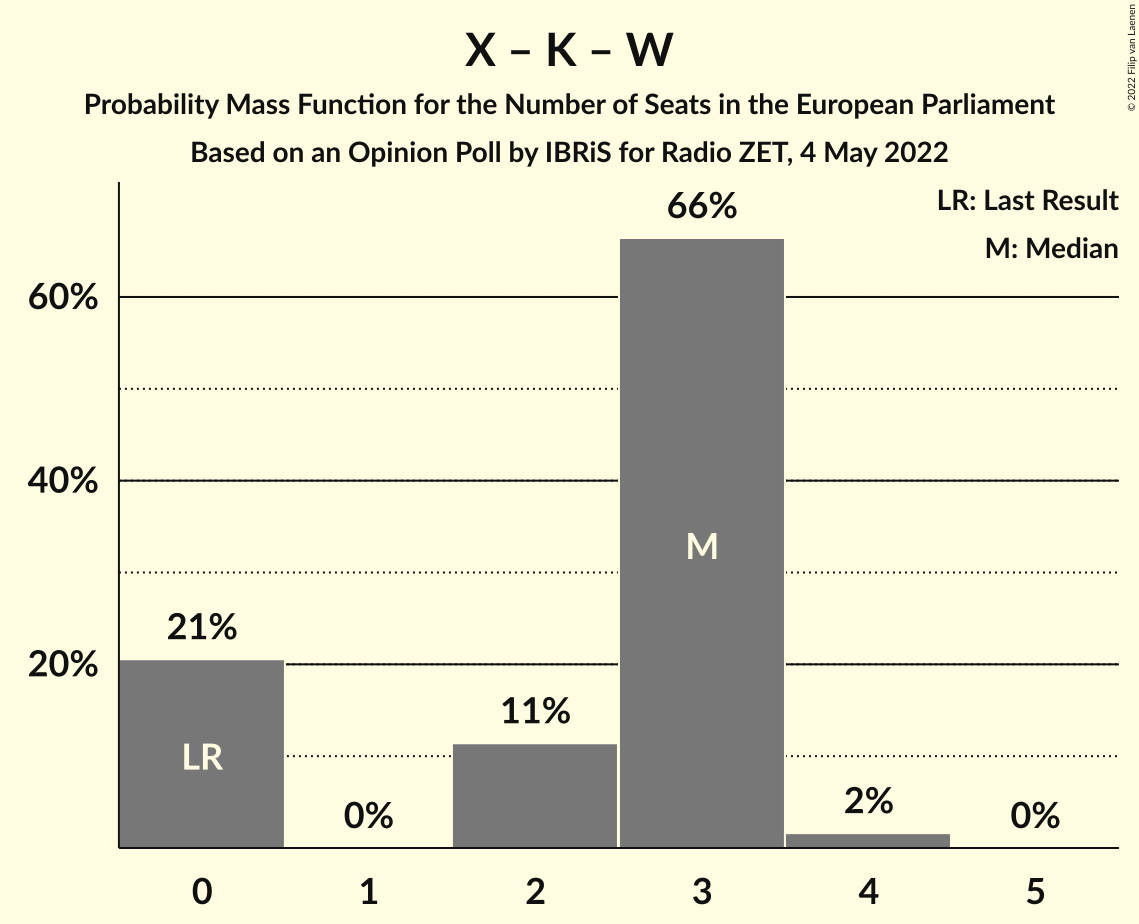 X – K – W
Probability Mass Function for the Number of Seats in the European Parliament
Based on an Opinion Poll by IBRiS for Radio ZET, 4 May 2022
© 2022 Filip van Laenen
LR: Last Result
M: Median
66%
60%
40%
M
21%
20%
11%
LR
2%
0%
0%
0 1 2 3 4 5